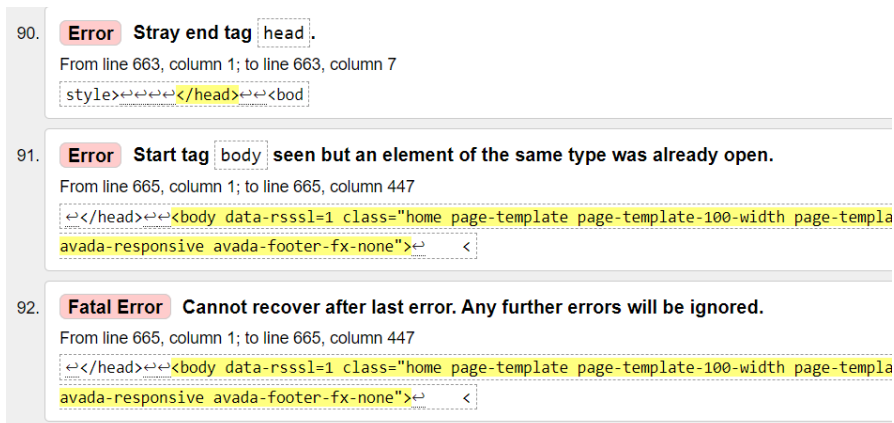 90. Error Stray end tag head.
From line 663, column 1; to line 663, column 7
style>↩↩↩↩</head>↩↩<bod
91. Error Start tag body seen but an element of the same type was already open.
From line 665, column 1; to line 665, column 447
↩</head>↩↩<body data-rsssl=1 class="home page-template page-template-100-width page-templa
avada-responsive avada-footer-fx-none">↩ <
92. Fatal Error Cannot recover after last error. Any further errors will be ignored.
From line 665, column 1; to line 665, column 447
↩</head>↩↩<body data-rsssl=1 class="home page-template page-template-100-width page-templa
avada-responsive avada-footer-fx-none">↩ <